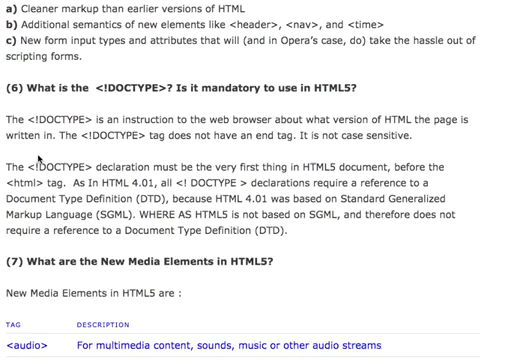 a) Cleaner markup than earlier versions of HTML
b) Additional semantics of new elements like <header>, <nav>, and <time>
c) New form input types and attributes that will (and in Opera's case, do) take the hassle out of
scripting forms.
(6) What is the  <!DOCTYPE>? Is it mandatory to use in HTML5?
The <!DOCTYPE> is an instruction to the web browser about what version of HTML the page is
written in. The <!DOCTYPE> tag does not have an end tag. It is not case sensitive.
The <!DOCTYPE> declaration must be the very first thing in HTML5 document, before the
<html> tag.  As In HTML 4.01, all <! DOCTYPE > declarations require a reference to a
Document Type Definition (DTD), because HTML 4.01 was based on Standard Generalized
Markup Language (SGML). WHERE AS HTML5 is not based on SGML, and therefore does not
require a reference to a Document Type Definition (DTD).
(7) What are the New Media Elements in HTML5?
New Media Elements in HTML5 are :
TAG DESCRIPTION
<audio> For multimedia content, sounds, music or other audio streams